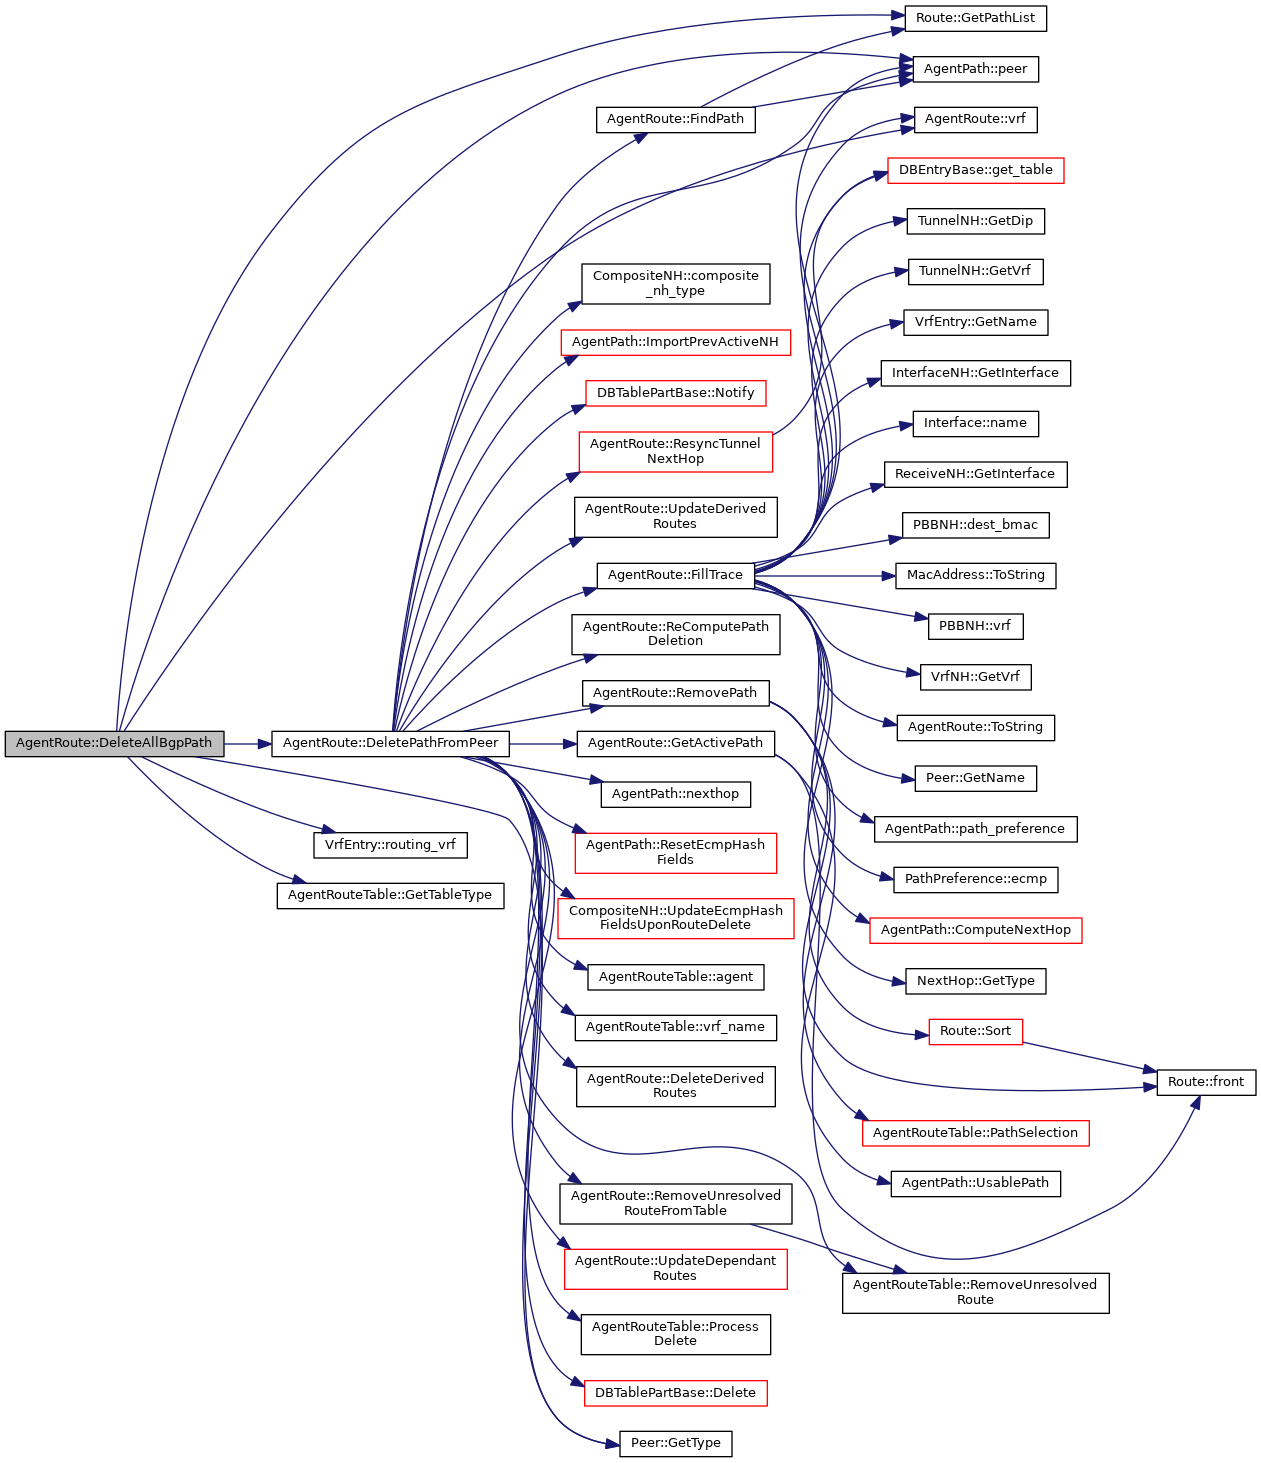 Route::GetPathList
AgentPath::peer
AgentRoute::FindPath
AgentRoute::vrf
DBEntryBase::get_table
TunnelNH::GetDip
TunnelNH::GetVrf
CompositeNH::composite
_nh_type
VrfEntry::GetName
AgentPath::ImportPrevActiveNH
InterfaceNH::GetInterface
DBTablePartBase::Notify
Interface::name
AgentRoute::ResyncTunnel
NextHop
ReceiveNH::GetInterface
AgentRoute::UpdateDerived
Routes
PBBNH::dest_bmac
AgentRoute::FillTrace
MacAddress::ToString
PBBNH::vrf
AgentRoute::ReComputePath
Deletion
VrfNH::GetVrf
AgentRoute::RemovePath
AgentRoute::ToString
AgentRoute::DeleteAllBgpPath
AgentRoute::DeletePathFromPeer
AgentRoute::GetActivePath
Peer::GetName
AgentPath::nexthop
AgentPath::path_preference
VrfEntry::routing_vrf
AgentPath::ResetEcmpHash
Fields
PathPreference::ecmp
AgentRouteTable::GetTableType
CompositeNH::UpdateEcmpHash
FieldsUponRouteDelete
AgentPath::ComputeNextHop
AgentRouteTable::agent
NextHop::GetType
AgentRouteTable::vrf_name
Route::Sort
AgentRoute::DeleteDerived
Routes
Route::front
AgentRouteTable::PathSelection
AgentPath::UsablePath
AgentRoute::RemoveUnresolved
RouteFromTable
AgentRoute::UpdateDependant
Routes
AgentRouteTable::RemoveUnresolved
Route
AgentRouteTable::Process
Delete
DBTablePartBase::Delete
Peer::GetType